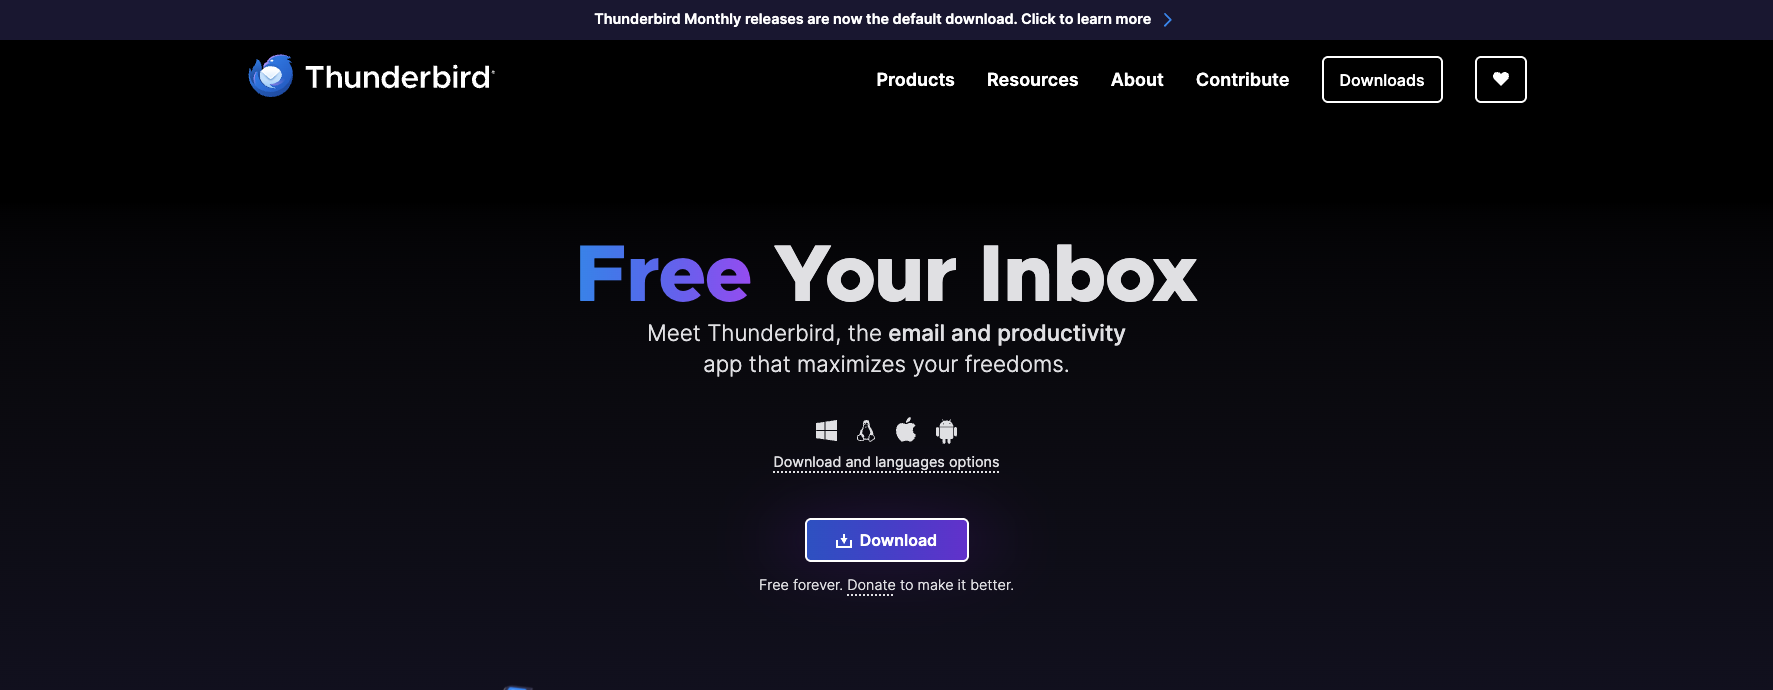 Thunderbird Monthly releases are now the default download. Click to learn more
Thunderbird
Products Resources About Contribute Downloads
Free Your Inbox
Meet Thunderbird, the email and productivity
app that maximizes your freedoms.
Download and languages options
Download
Free forever. Donate to make it better.